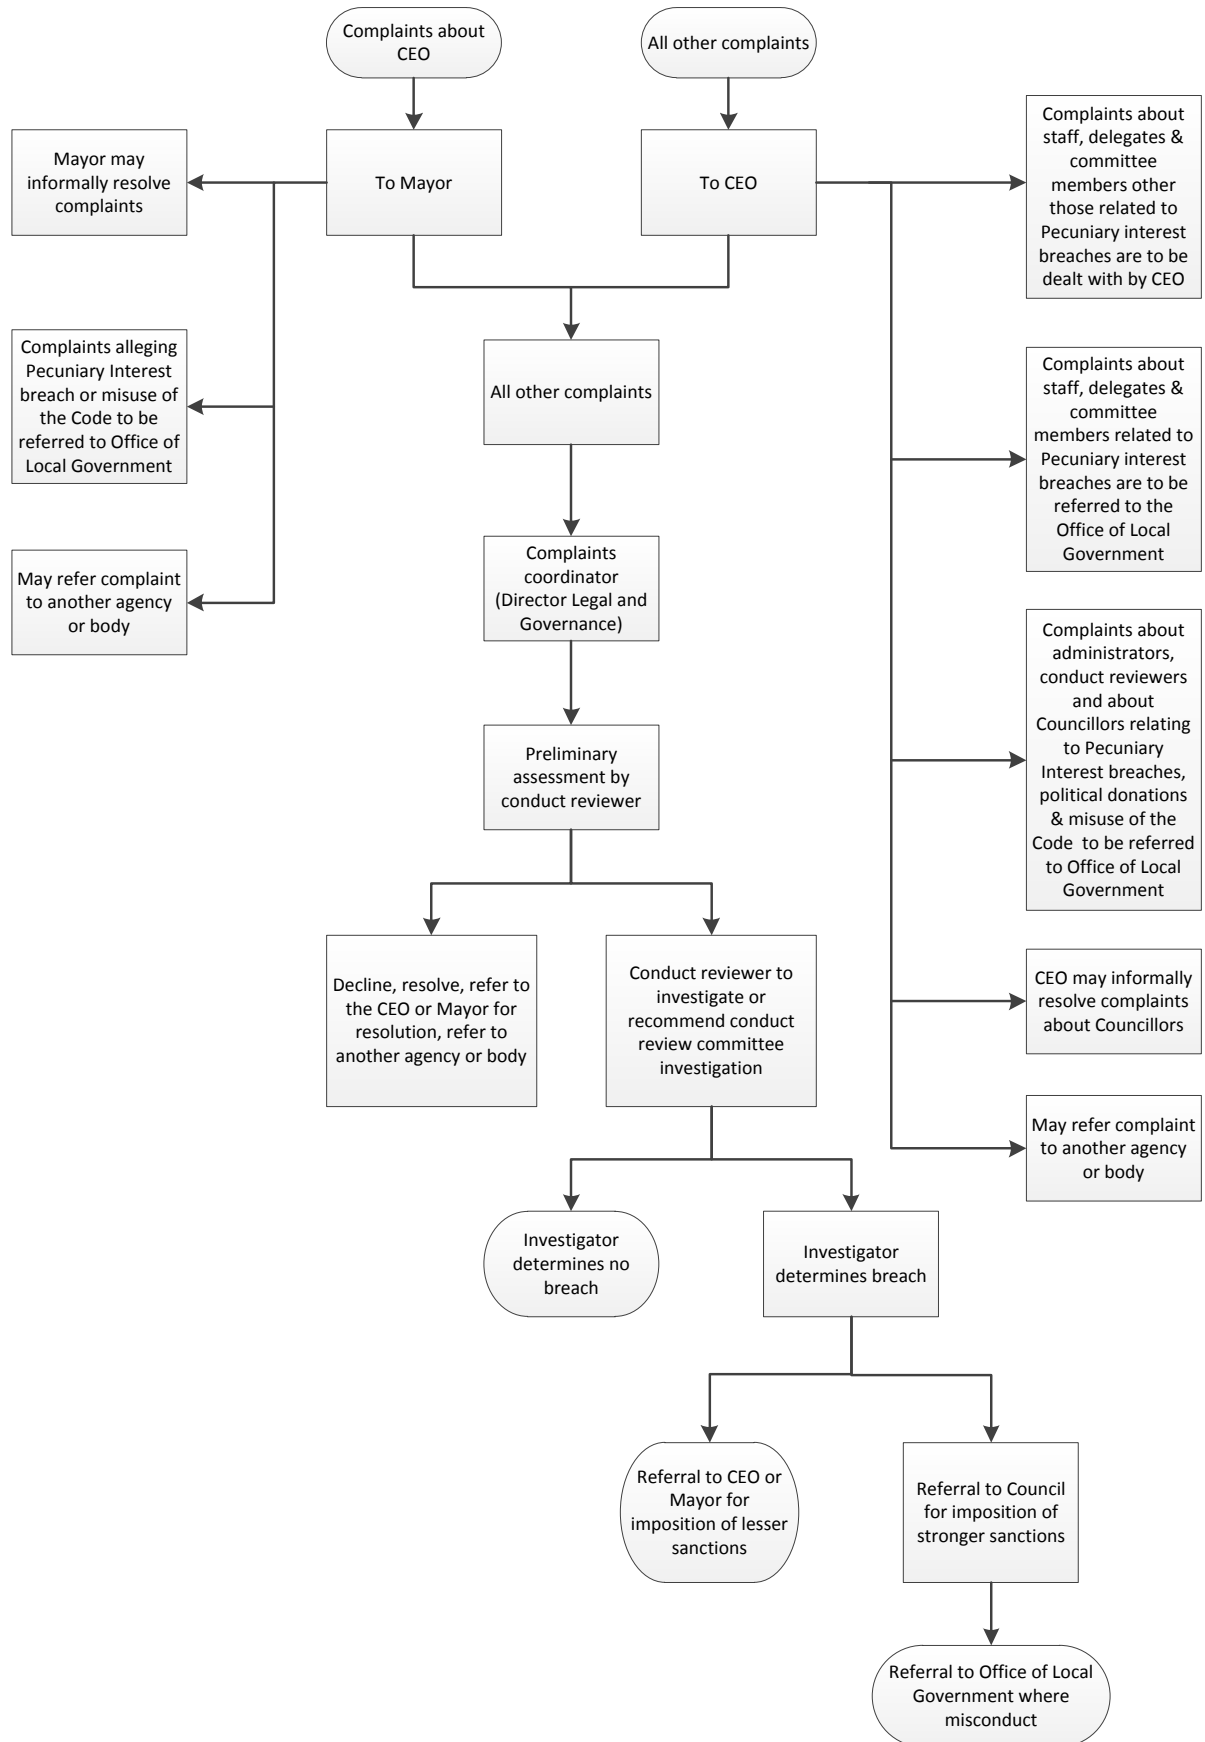 Complaints about
CEO
All other complaints
To Mayor
To CEO
Mayor may
informally resolve
complaints
Complaints alleging
Pecuniary Interest
breach or misuse of
the Code to be
referred to Office of
Local Government
May refer complaint
to another agency
or body
Complaints about
staff, delegates &
committee
members other
those related to
Pecuniary interest
breaches are to be
dealt with by CEO
Complaints about
staff, delegates &
committee
members related to
Pecuniary interest
breaches are to be
referred to the
Office of Local
Government
Complaints about
administrators,
conduct reviewers
and about
Councillors relating
to Pecuniary
Interest breaches,
political donations
& misuse of the
Code to be referred
to Office of Local
Government
CEO may informally
resolve complaints
about Councillors
May refer complaint
to another agency
or body
All other complaints
Complaints
coordinator
(Director Legal and
Governance)
Preliminary
assessment by
conduct reviewer
Decline, resolve, refer to
the CEO or Mayor for
resolution, refer to
another agency or body
Conduct reviewer to
investigate or
recommend conduct
review committee
investigation
Investigator
determines no
breach
Investigator
determines breach
Referral to CEO or
Mayor for
imposition of lesser
sanctions
Referral to Council
for imposition of
stronger sanctions
Referral to Office of Local
Government where
misconduct